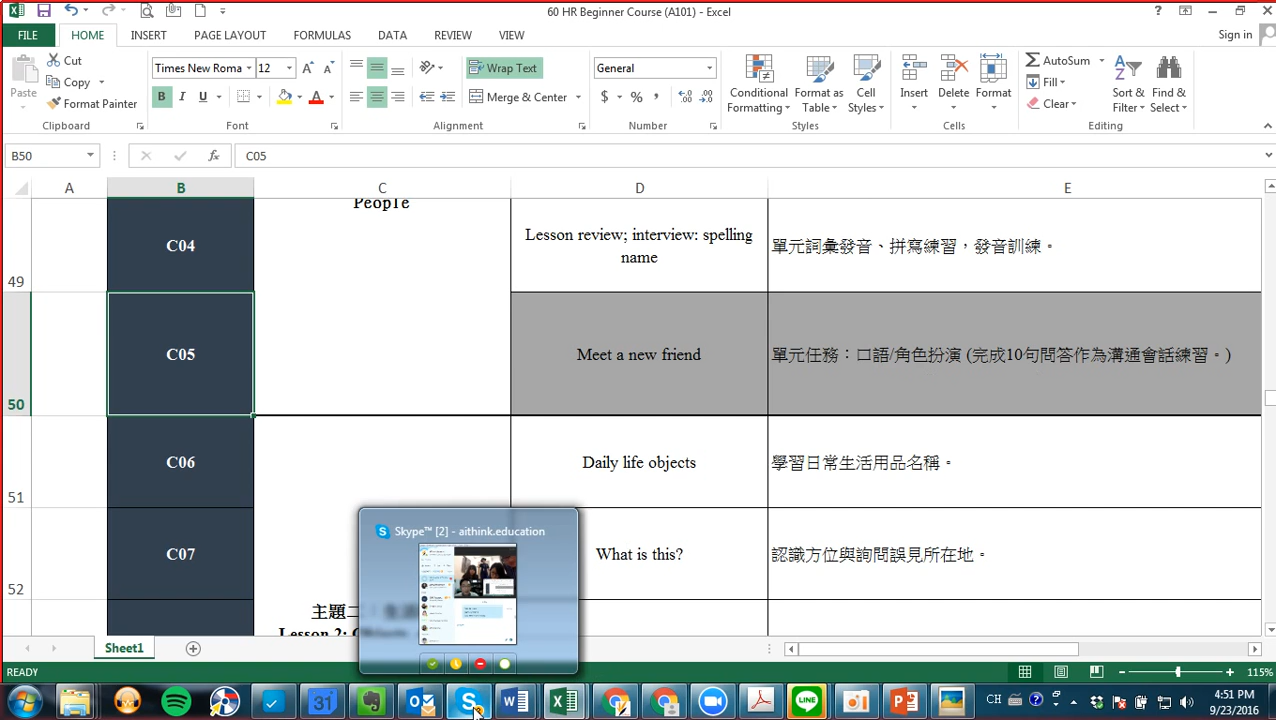 60 HR Beginner Course (A101) - Excel
FILE HOME INSERT PAGE LAYOUT FORMULAS DATA REVIEW VIEW Sign in
Paste Cut Copy Format Painter Clipboard
Times New Roma 12 B I U A Font
Wrap Text Merge & Center Alignment
General $ % , Number
Conditional Formatting Format as Table Cell Styles Styles
Insert Delete Format Cells
AutoSum Fill Clear Sort & Filter Find & Select Editing
B50 fx C05
A B C D E
People
49 C04 Lesson review; interview: spelling name 單元詞彙發音、拼寫練習，發音訓練。
50 C05 Meet a new friend 單元任務：口語/角色扮演 (完成10句問答作為溝通會話練習。)
51 C06 Daily life objects 學習日常生活用品名稱。
Skype™ [2] - aithink.education
52 C07 What is this? 認識方位與詢問誤見所在地。
主題二
Lesson 2:
Sheet1
READY 115%
31 CH 4:51 PM
9/23/2016